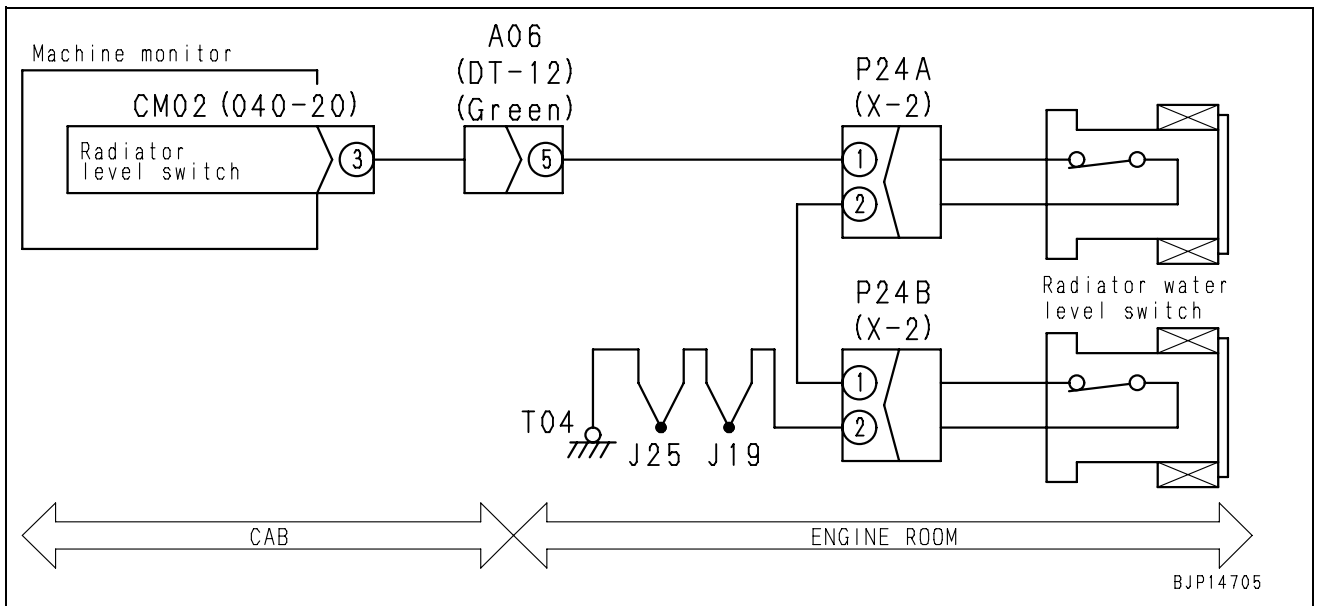 Machine monitor
CM02 (040-20)
Radiator
level switch
3
A06
(DT-12)
(Green)
5
P24A
(X-2)
1
2
Radiator water
level switch
P24B
(X-2)
1
2
T04
J25
J19
CAB
ENGINE ROOM
BJP14705